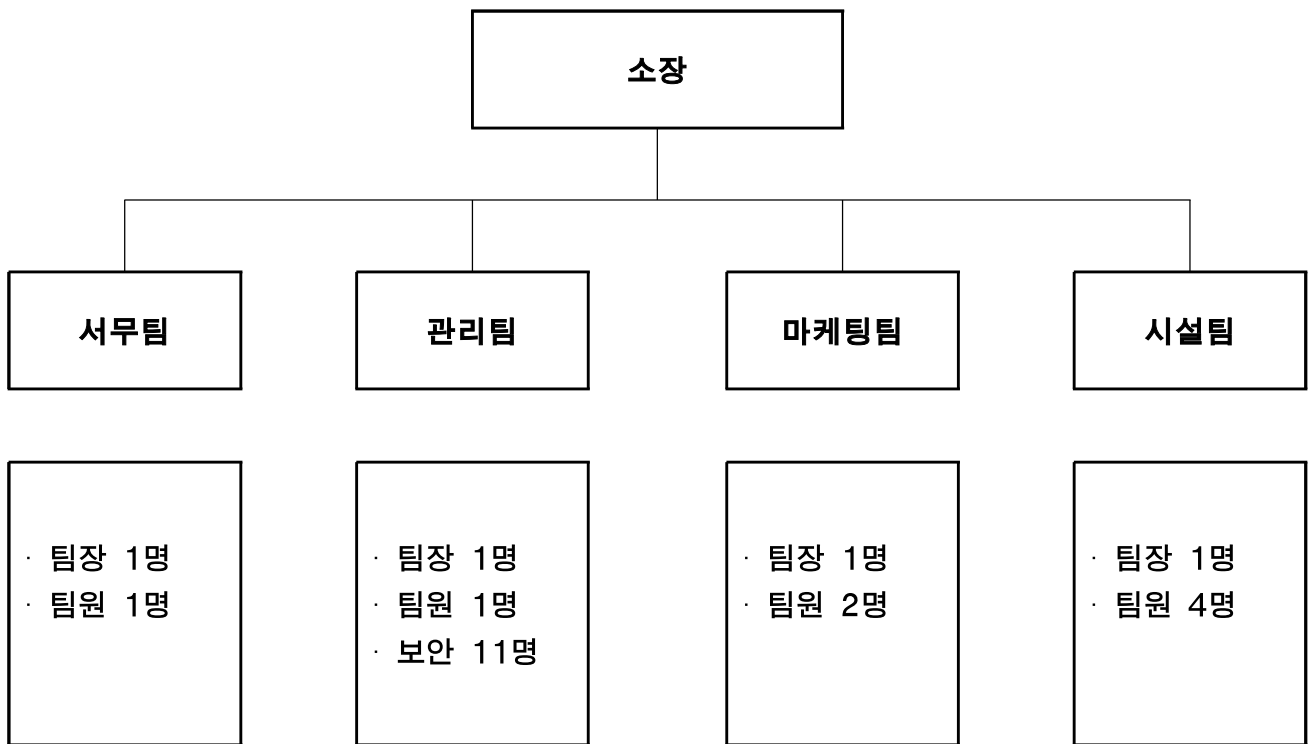 소장
서무팀
관리팀
마케팅팀
시설팀
· 팀장 1명
· 팀원 1명
· 팀장 1명
· 팀원 1명
· 보안 11명
· 팀장 1명
· 팀원 2명
· 팀장 1명
· 팀원 4명